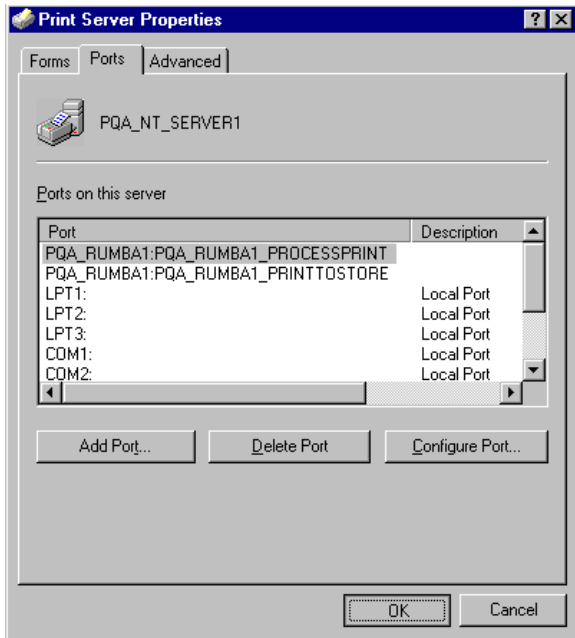 Print Server Properties
Forms Ports Advanced
PQA_NT_SERVER1
Ports on this server
Port Description
PQA_RUMBA1:PQA_RUMBA1_PROCESSPRINT
PQA_RUMBA1:PQA_RUMBA1_PRINTTOSTORE
LPT1: Local Port
LPT2: Local Port
LPT3: Local Port
COM1: Local Port
COM2: Local Port
Add Port... Delete Port Configure Port...
OK Cancel